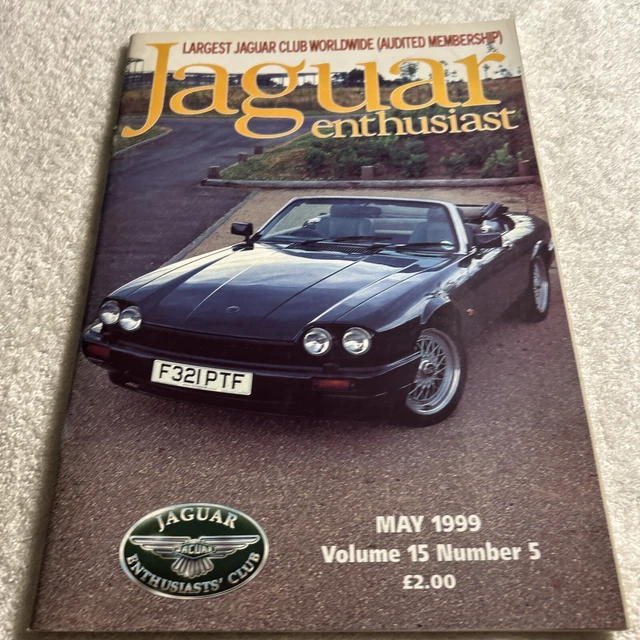 LARGEST JAGUAR CLUB WORLDWIDE (AUDITED MEMBERSHIP)
Jaguar
enthusiast
F321 PTF
JAGUAR
JAGUAR
ENTHUSIASTS' CLUB
MAY 1999
Volume 15 Number 5
£2.00